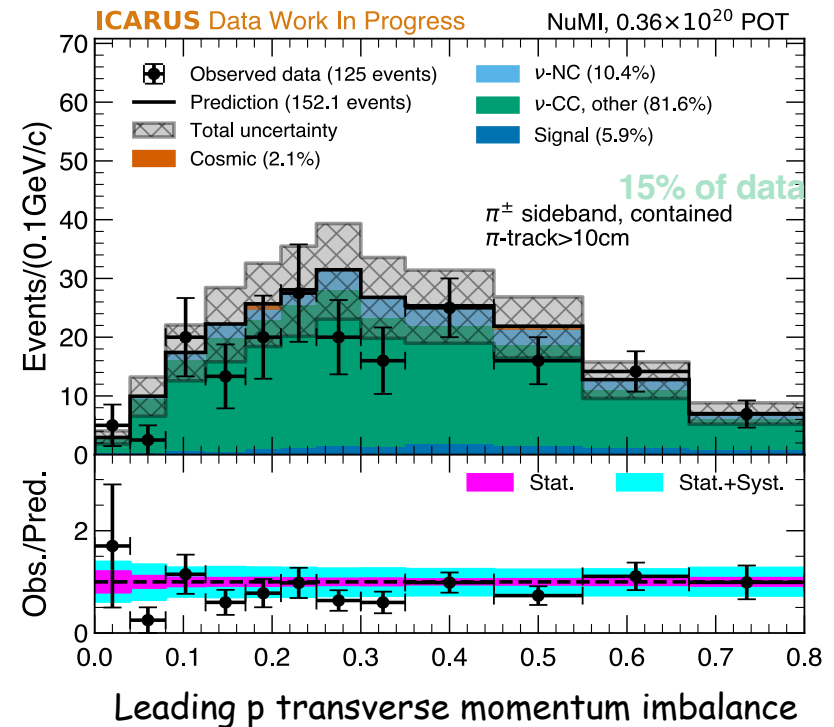 ICARUS Data Work In Progress NuMI, 0.36×10²⁰ POT
70
60
50
40
30
20
10
0
Events/(0.1GeV/c)
Observed data (125 events)
Prediction (152.1 events)
Total uncertainty
Cosmic (2.1%)
ν-NC (10.4%)
ν-CC, other (81.6%)
Signal (5.9%)
15% of data
π± sideband, contained
π-track>10cm
Stat. Stat.+Syst.
2
0
Obs./Pred.
0.0 0.1 0.2 0.3 0.4 0.5 0.6 0.7 0.8
Leading p transverse momentum imbalance